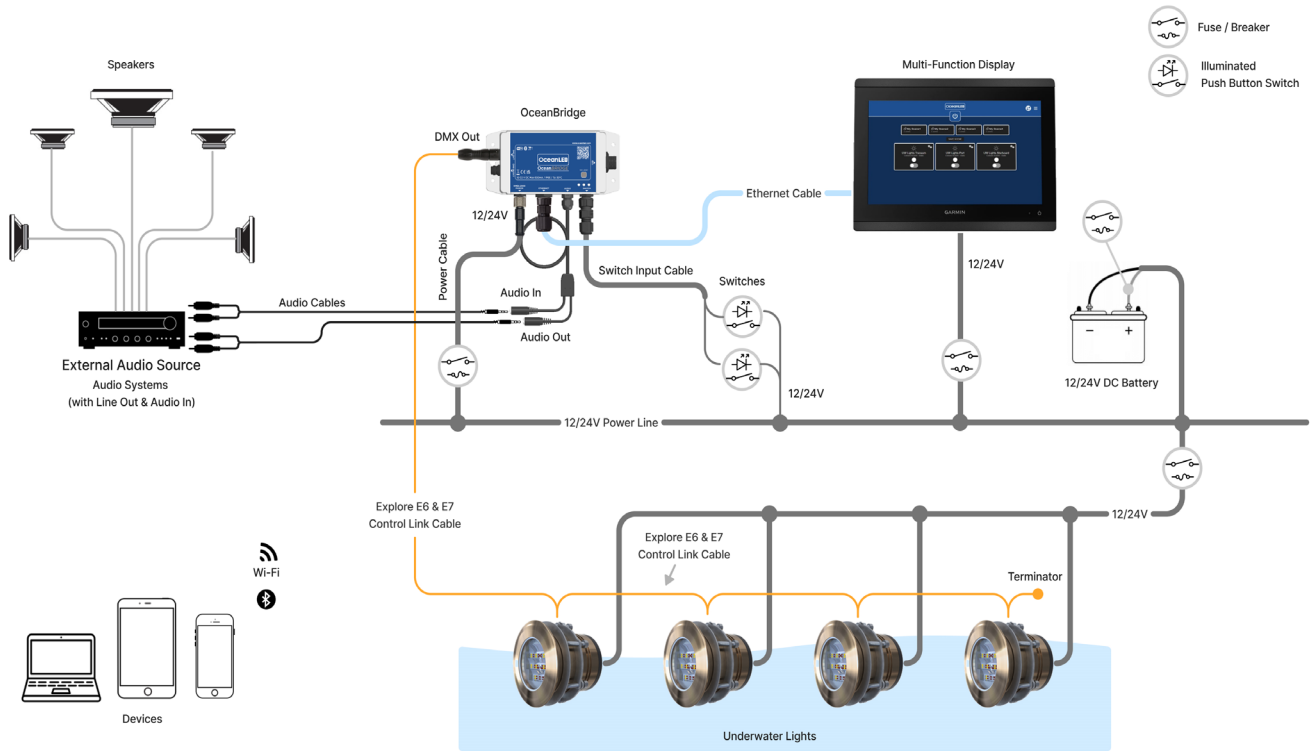 Fuse / Breaker
Illuminated
Push Button Switch
Speakers
Multi-Function Display
OceanBridge
DMX Out
OceanLED
Ocean
OCEANLED
GARMIN
12/24V
Ethernet Cable
Power Cable
Switch Input Cable
12/24V
Switches
Audio In
Audio Cables
Audio Out
External Audio Source
Audio Systems
(with Line Out & Audio In)
12/24V
12/24V DC Battery
12/24V Power Line
Explore E6 & E7
Control Link Cable
12/24V
Explore E6 & E7
Control Link Cable
Terminator
Wi-Fi
Devices
Underwater Lights